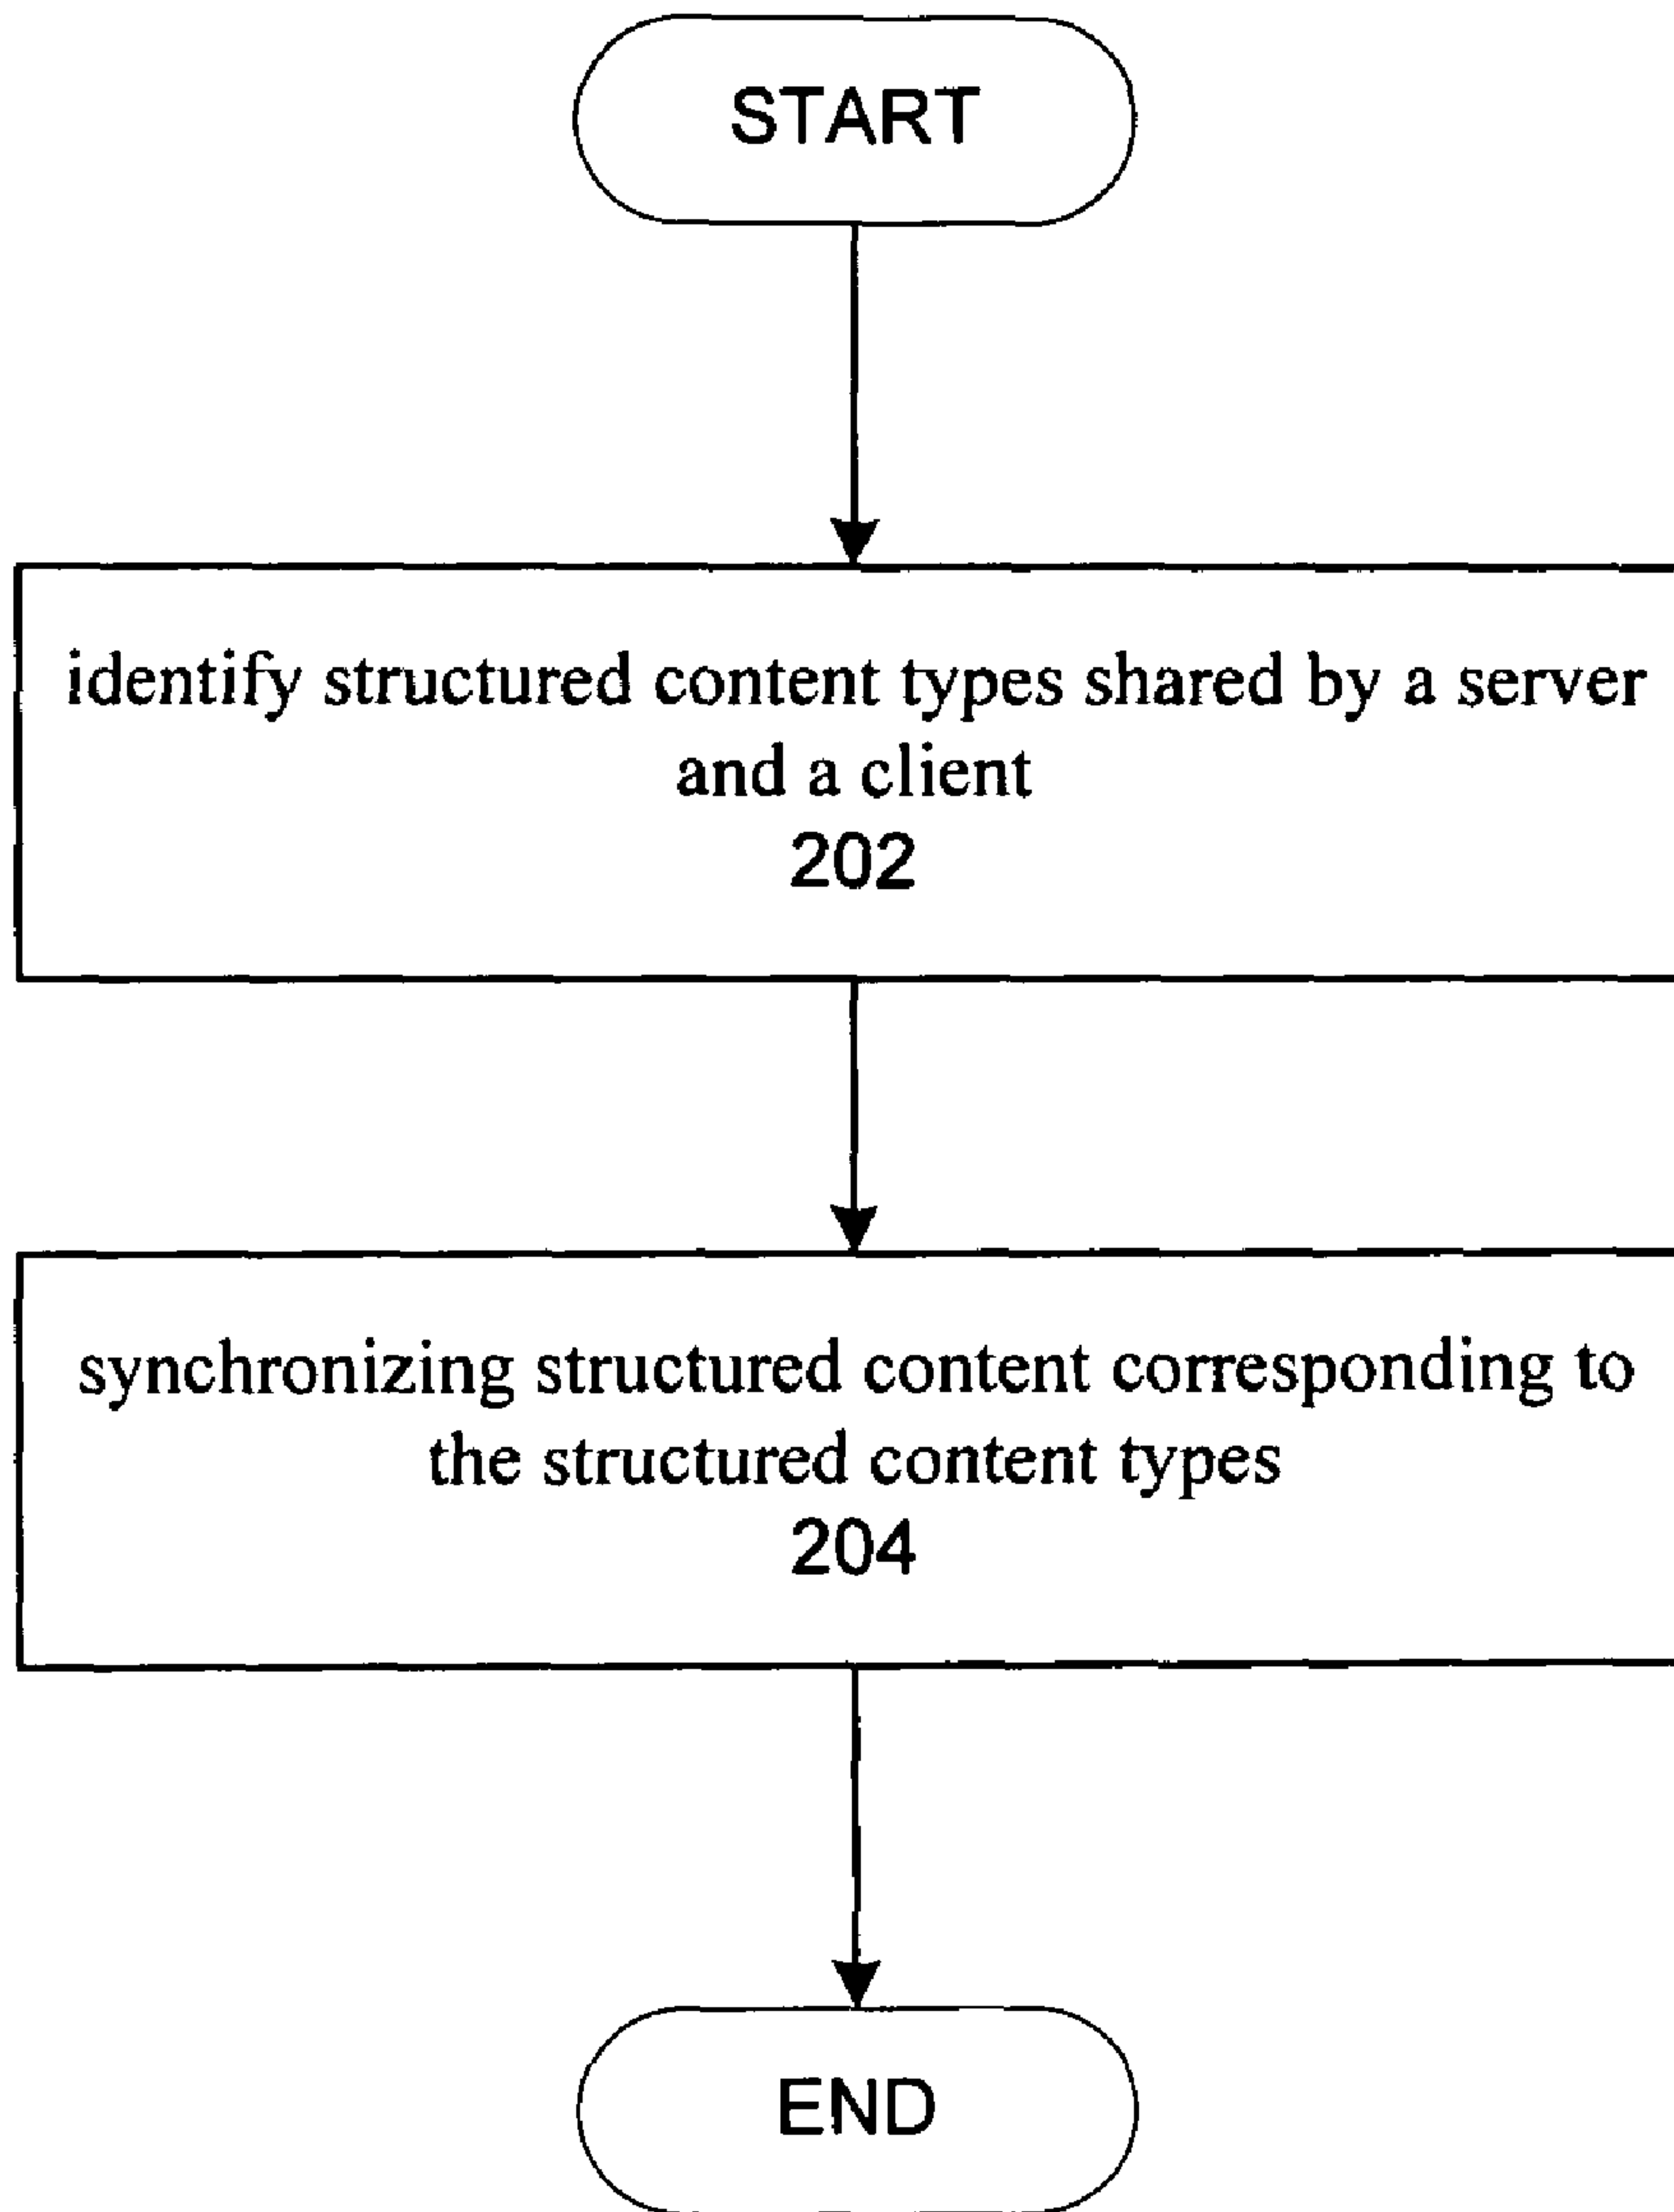 START
identify structured content types shared by a server
and a client
202
synchronizing structured content corresponding to
the structured content types
204
END